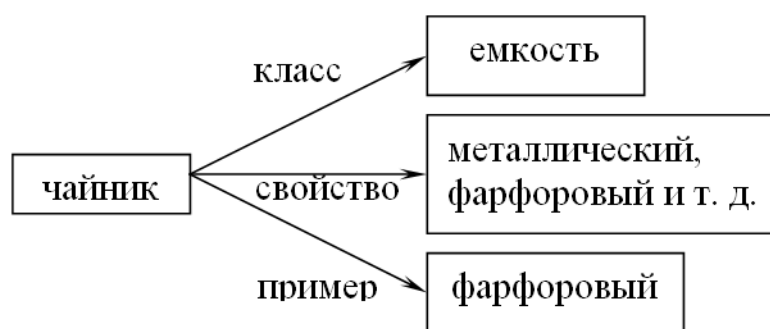 емкость
класс
металлический,
фарфоровый и т. д.
чайник
свойство
пример
фарфоровый